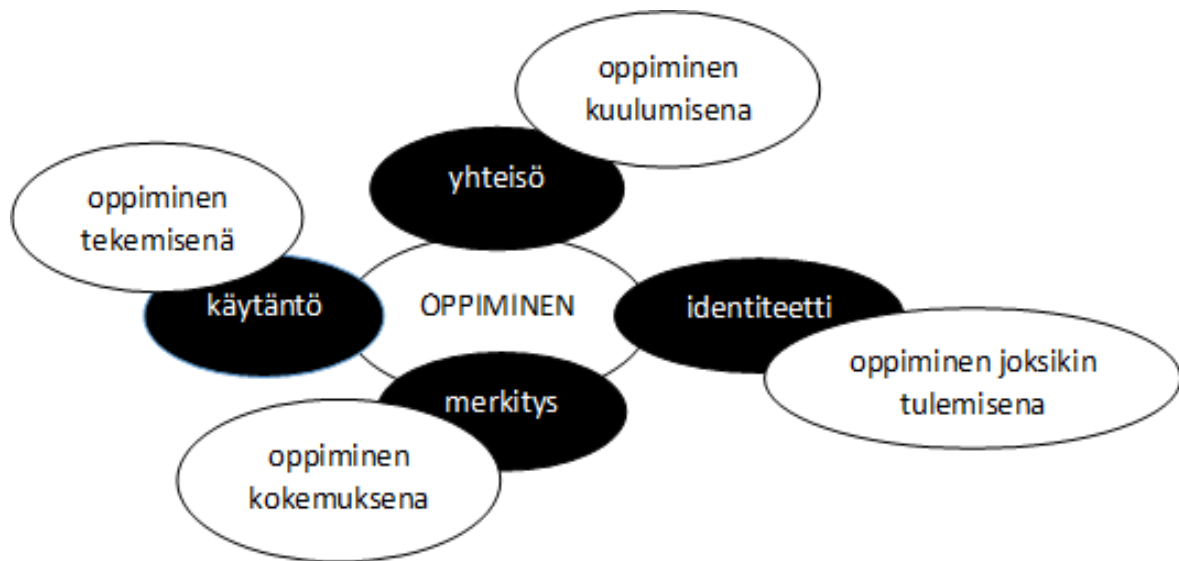 oppiminen
kuulumisena
yhteisö
oppiminen
tekemisenä
käytäntö
OPPIMINEN
identiteetti
oppiminen joksikin
tulemisena
merkitys
oppiminen
kokemuksena